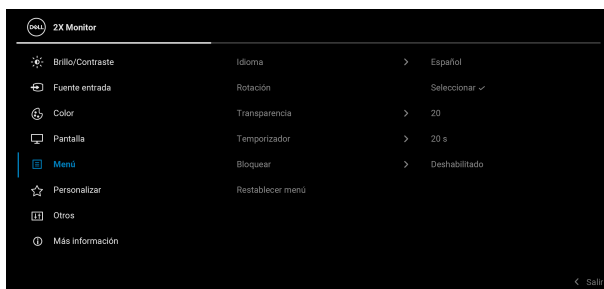 DELL 2X Monitor
Brillo/Contraste
Idioma Español
Fuente entrada
Rotación Seleccionar
Color
Transparencia 20
Pantalla
Temporizador 20 s
Menú
Bloquear Deshabilitado
Personalizar
Restablecer menú
Otros
Más información
Salir